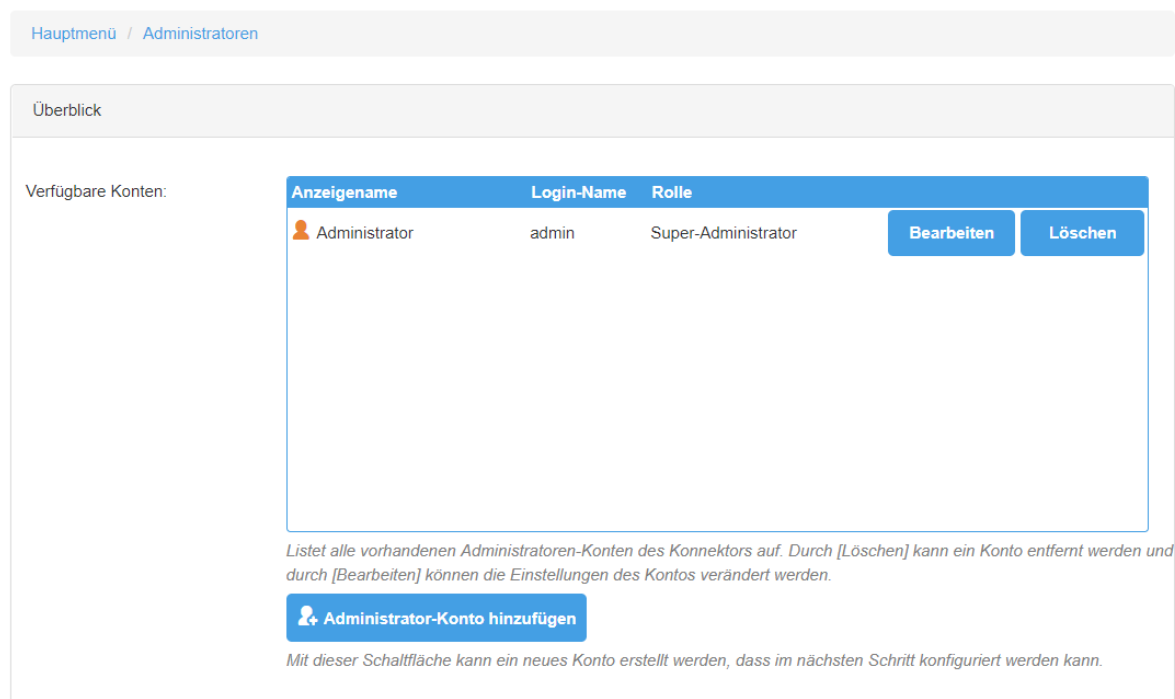 Hauptmenü / Administratoren
Überblick
Verfügbare Konten:
Anzeigename Login-Name Rolle
Administrator admin Super-Administrator Bearbeiten Löschen
Listet alle vorhandenen Administratoren-Konten des Konnektors auf. Durch [Löschen] kann ein Konto entfernt werden und
durch [Bearbeiten] können die Einstellungen des Kontos verändert werden.
Administrator-Konto hinzufügen
Mit dieser Schaltfläche kann ein neues Konto erstellt werden, dass im nächsten Schritt konfiguriert werden kann.